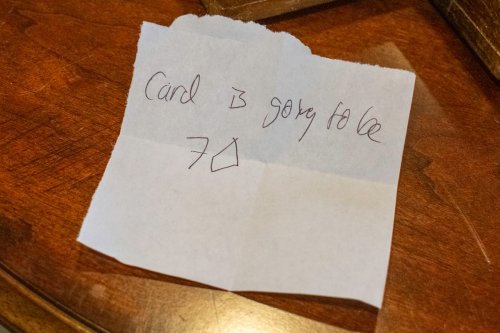 Card is going to be
7♢